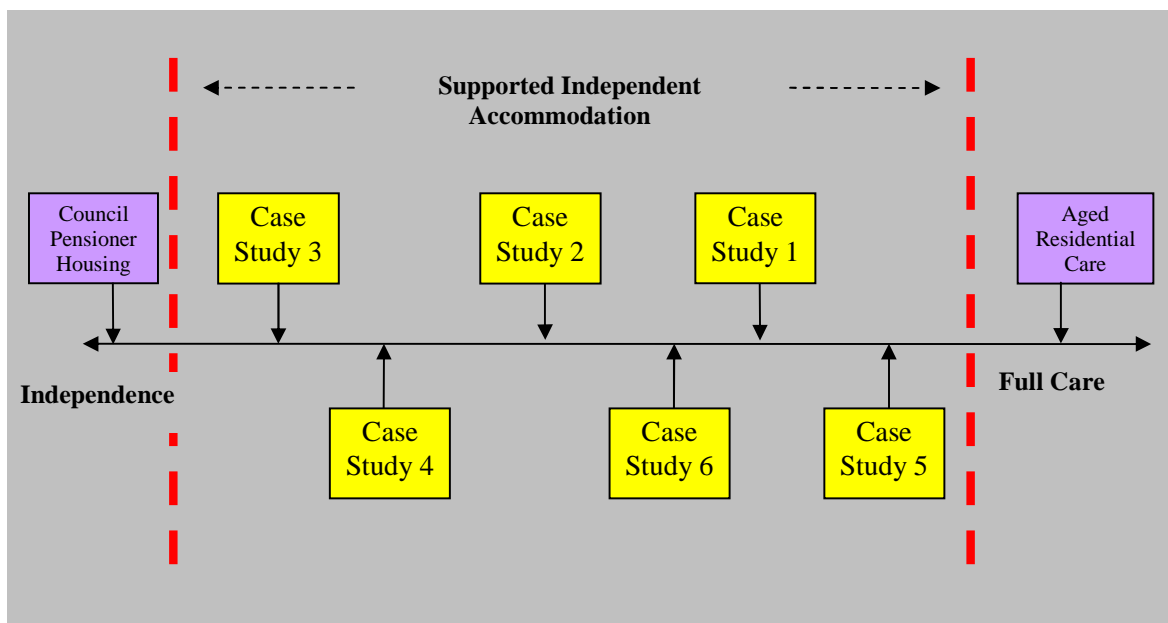 Supported Independent
Accommodation
Council
Pensioner
Housing
Case
Study 3
Case
Study 2
Case
Study 1
Aged
Residential
Care
Independence
Full Care
Case
Study 4
Case
Study 6
Case
Study 5